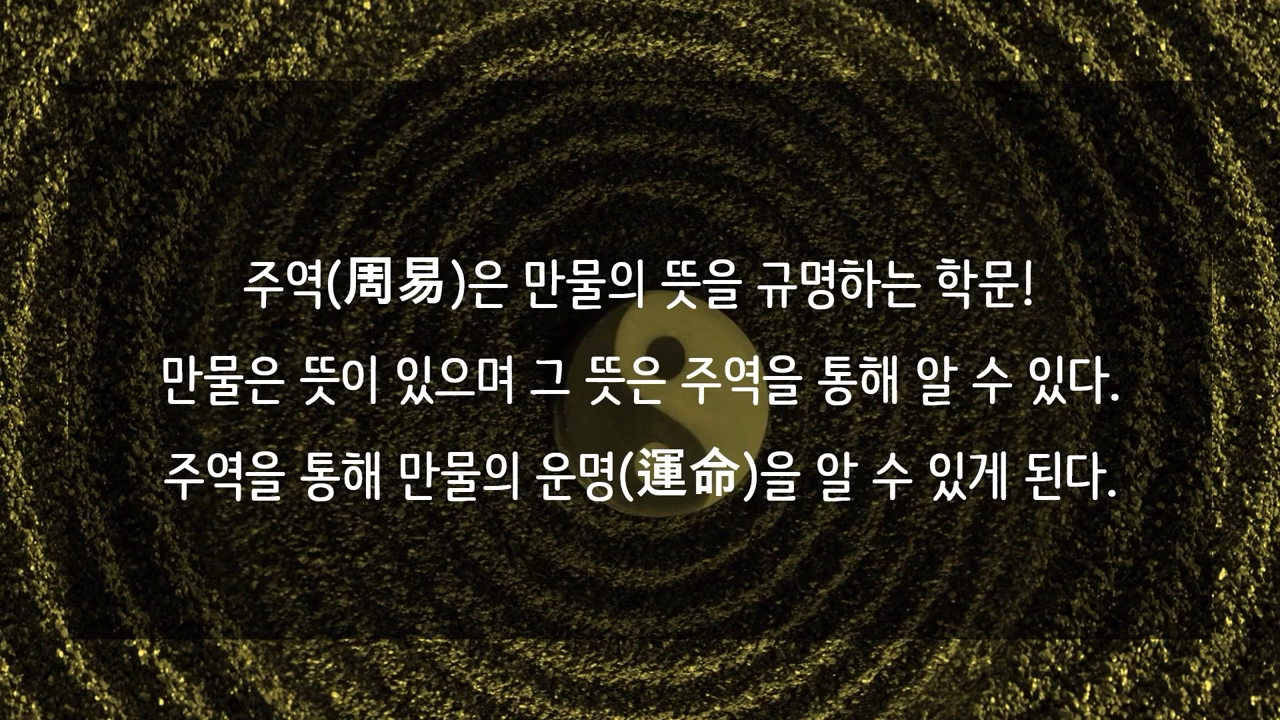 주역(周易)은 만물의 뜻을 규명하는 학문!
만물은 뜻이 있으며 그 뜻은 주역을 통해 알 수 있다.
주역을 통해 만물의 운명(運命)을 알 수 있게 된다.